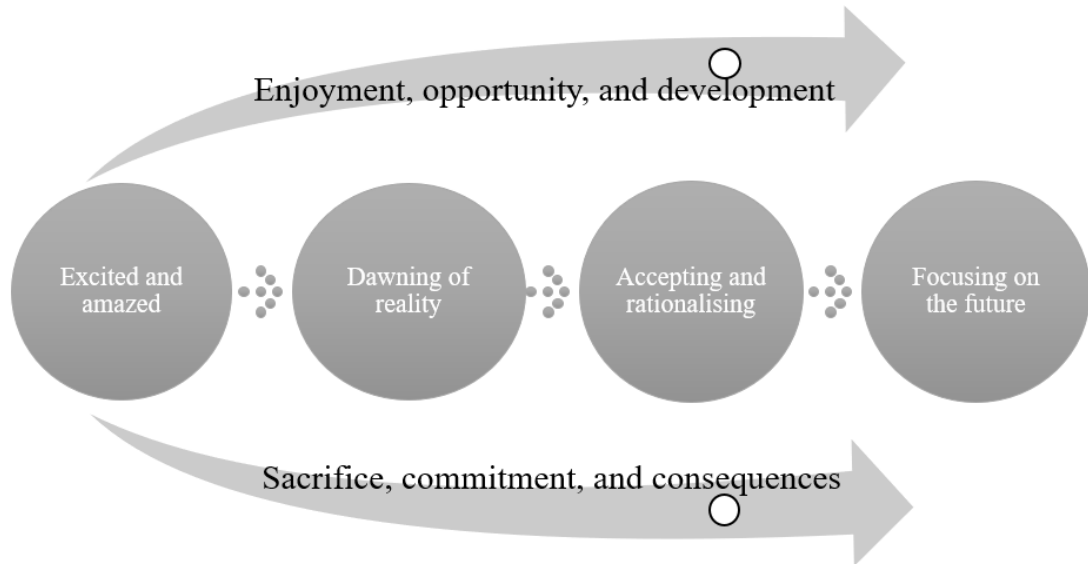 Enjoyment, opportunity, and development
Excited and
amazed
Dawning of
reality
Accepting and
rationalising
Focusing on
the future
Sacrifice, commitment, and consequences